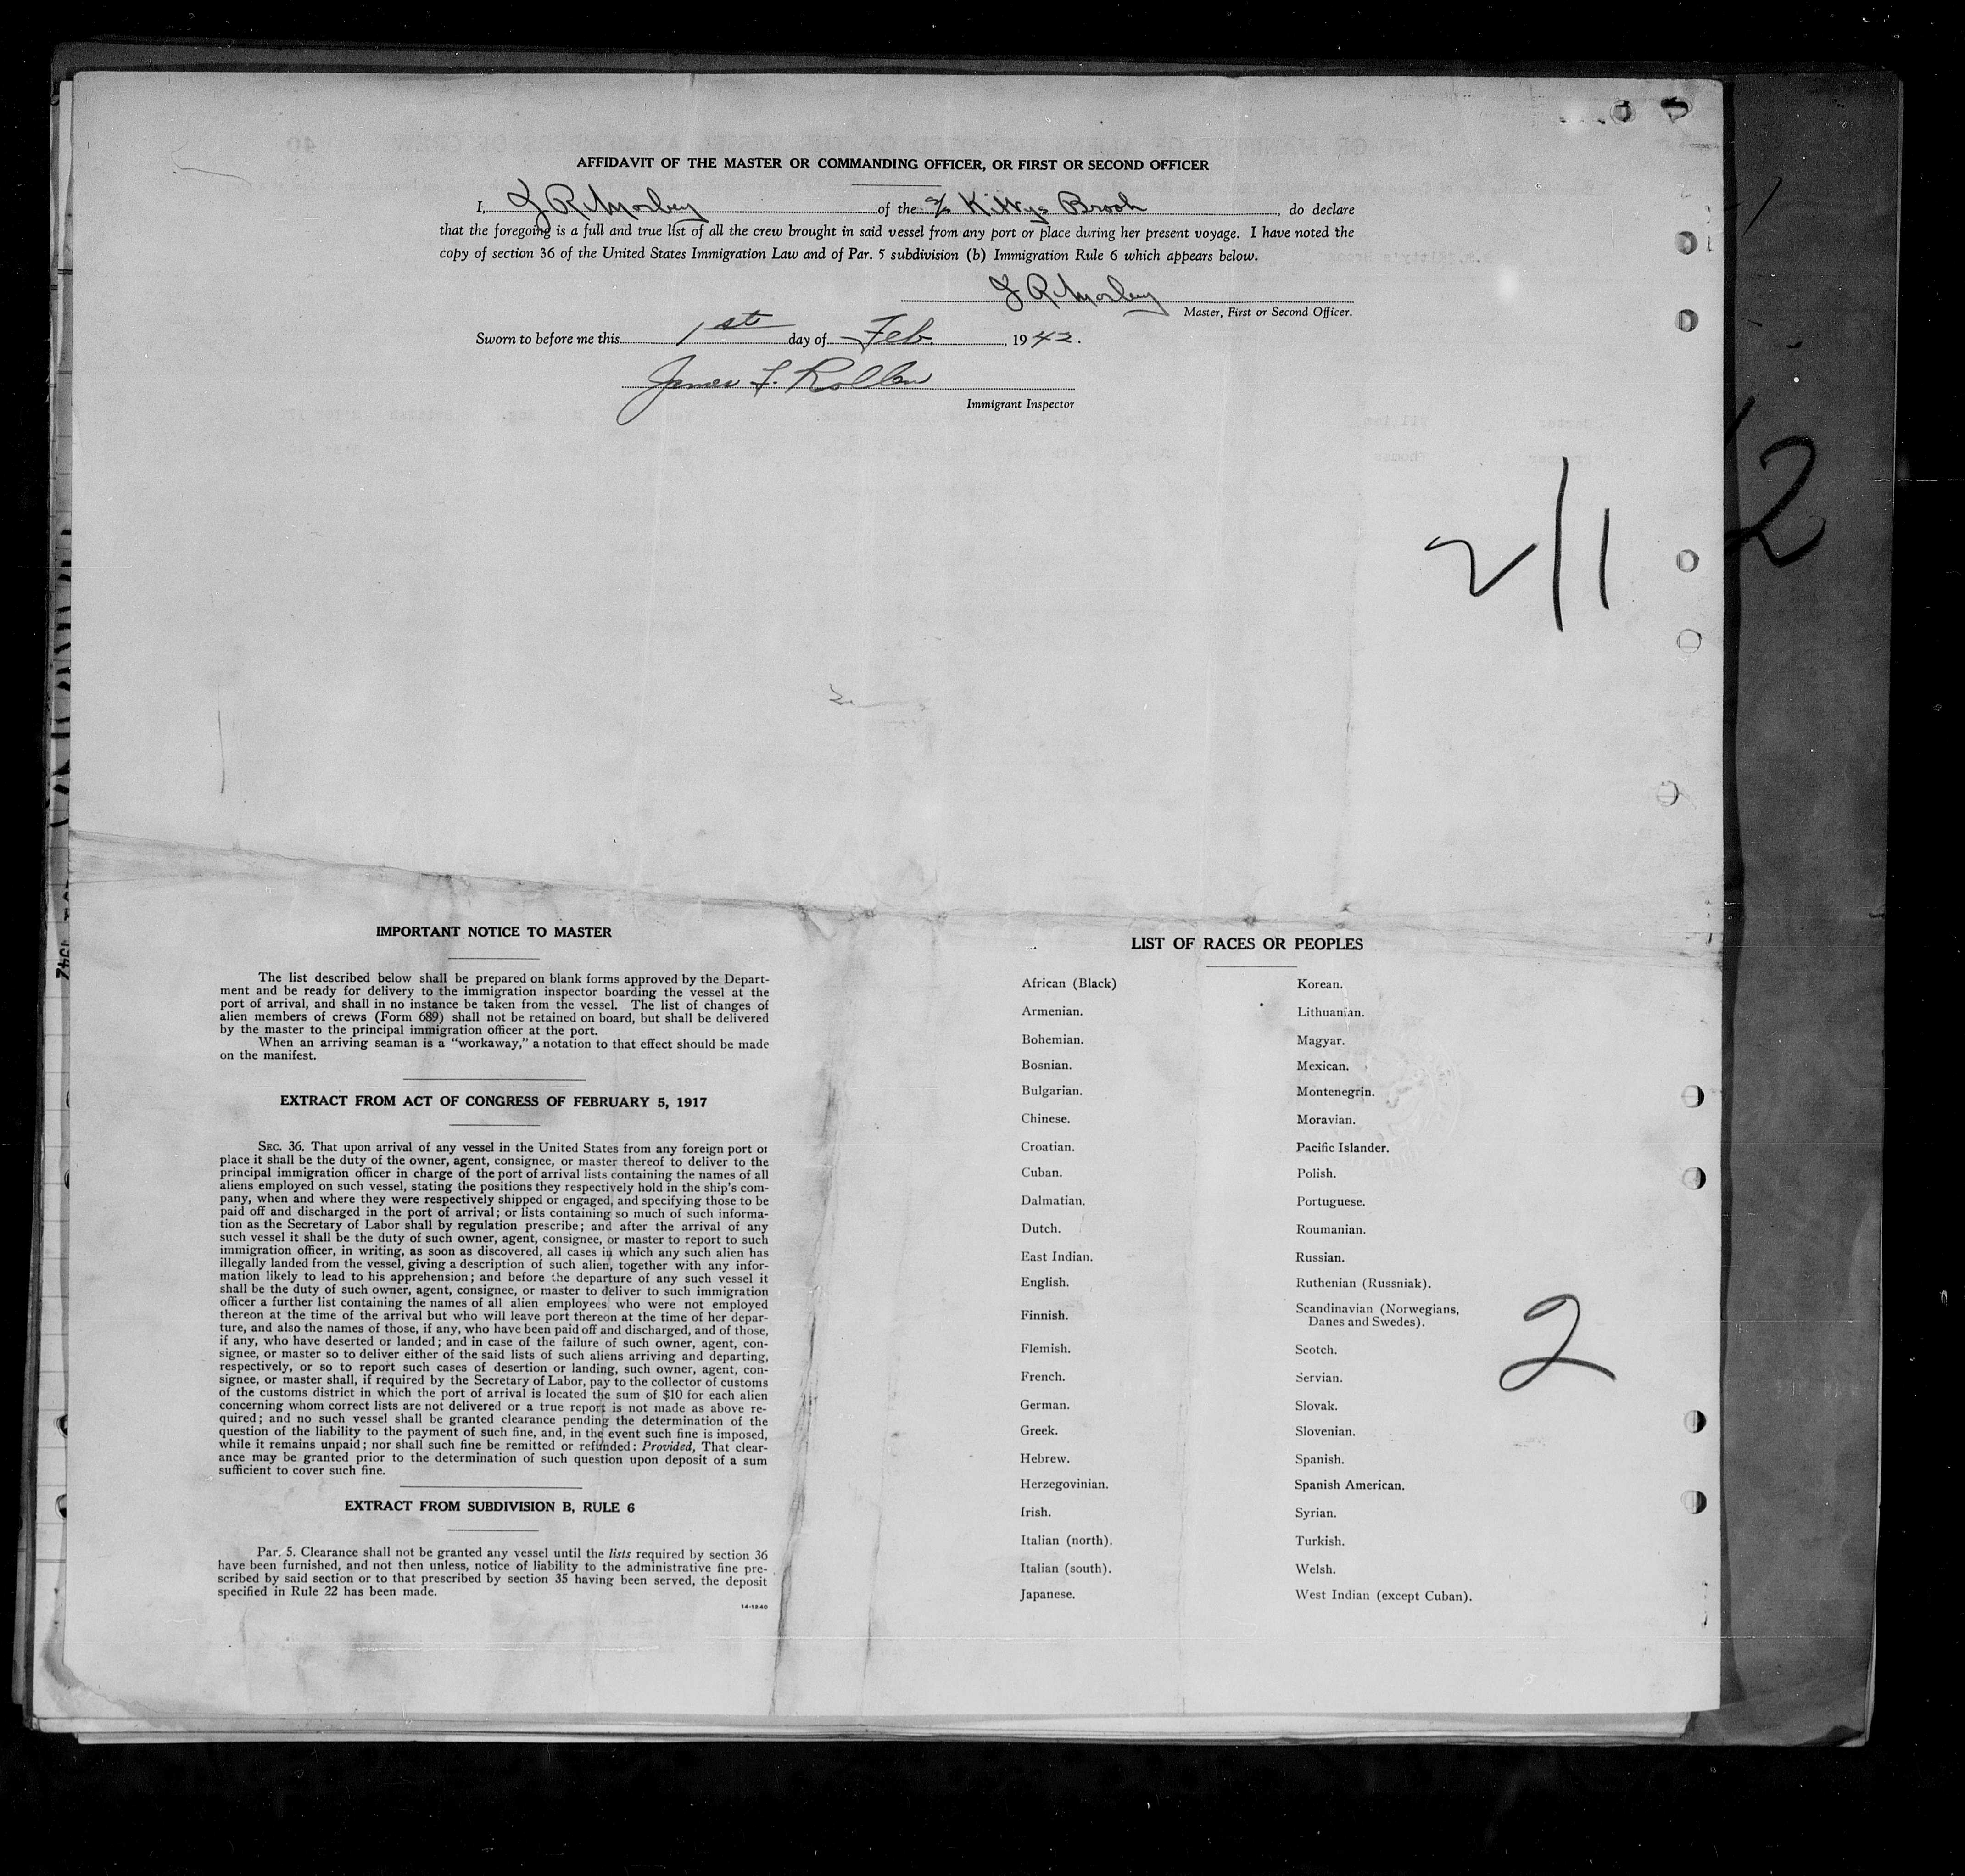 AFFIDAVIT OF THE MASTER OR COMMANDING OFFICER, OR FIRST OR SECOND OFFICER
I, J R Morley of the s/s Kittys Brook, do declare
that the foregoing is a full and true list of all the crew brought in said vessel from any port or place during her present voyage. I have noted the
copy of section 36 of the United States Immigration Law and of Par. 5 subdivision (b) Immigration Rule 6 which appears below.
J R Morley
Master, First or Second Officer.
Sworn to before me this 1st day of Feb., 1942.
James F.
Immigrant Inspector
2/1
2
IMPORTANT NOTICE TO MASTER
The list described below shall be prepared on blank forms approved by the Depart-
ment and be ready for delivery to the immigration inspector boarding the vessel at the
port of arrival, and shall in no instance be taken from the vessel. The list of changes of
alien members of crews (Form 689) shall not be retained on board, but shall be delivered
by the master to the principal immigration officer at the port.
When an arriving seaman is a "workaway," a notation to that effect should be made
on the manifest.
EXTRACT FROM ACT OF CONGRESS OF FEBRUARY 5, 1917
SEC. 36. That upon arrival of any vessel in the United States from any foreign port or
place it shall be the duty of the owner, agent, consignee, or master thereof to deliver to the
principal immigration officer in charge of the port of arrival lists containing the names of all
aliens employed on such vessel, stating the positions they respectively hold in the ship's com-
pany, when and where they were respectively shipped or engaged, and specifying those to be
paid off and discharged in the port of arrival; or lists containing so much of such informa-
tion as the Secretary of Labor shall by regulation prescribe; and after the arrival of any
such vessel it shall be the duty of such owner, agent, consignee, or master to report to such
immigration officer, in writing, as soon as discovered, all cases in which any such alien has
illegally landed from the vessel, giving a description of such alien, together with any infor-
mation likely to lead to his apprehension; and before the departure of any such vessel it
shall be the duty of such owner, agent, consignee, or master to deliver to such immigration
officer a further list containing the names of all alien employees who were not employed
thereon at the time of the arrival but who will leave port thereon at the time of her depar-
ture, and also the names of those, if any, who have been paid off and discharged, and of those,
if any, who have deserted or landed; and in case of the failure of such owner, agent, con-
signee, or master so to deliver either of the said lists of such aliens arriving and departing,
respectively, or so to report such cases of desertion or landing, such owner, agent, con-
signee, or master shall, if required by the Secretary of Labor, pay to the collector of customs
of the customs district in which the port of arrival is located the sum of $10 for each alien
concerning whom correct lists are not delivered or a true report is not made as above re-
quired; and no such vessel shall be granted clearance pending the determination of the
question of the liability to the payment of such fine, and, in the event such fine is imposed,
while it remains unpaid; nor shall such fine be remitted or refunded: Provided, That clear-
ance may be granted prior to the determination of such question upon deposit of a sum
sufficient to cover such fine.
EXTRACT FROM SUBDIVISION B, RULE 6
Par. 5. Clearance shall not be granted any vessel until the lists required by section 36
have been furnished, and not then unless, notice of liability to the administrative fine pre-
scribed by said section or to that prescribed by section 35 having been served, the deposit
specified in Rule 22 has been made.
14-1240
LIST OF RACES OR PEOPLES
African (Black)
Armenian.
Bohemian.
Bosnian.
Bulgarian.
Chinese.
Croatian.
Cuban.
Dalmatian.
Dutch.
East Indian.
English.
Finnish.
Flemish.
French.
German.
Greek.
Hebrew.
Herzegovinian.
Irish.
Italian (north).
Italian (south).
Japanese.
Korean.
Lithuanian.
Magyar.
Mexican.
Montenegrin.
Moravian.
Pacific Islander.
Polish.
Portuguese.
Roumanian.
Russian.
Ruthenian (Russniak).
Scandinavian (Norwegians,
Danes and Swedes).
Scotch.
Servian.
Slovak.
Slovenian.
Spanish.
Spanish American.
Syrian.
Turkish.
Welsh.
West Indian (except Cuban).
2